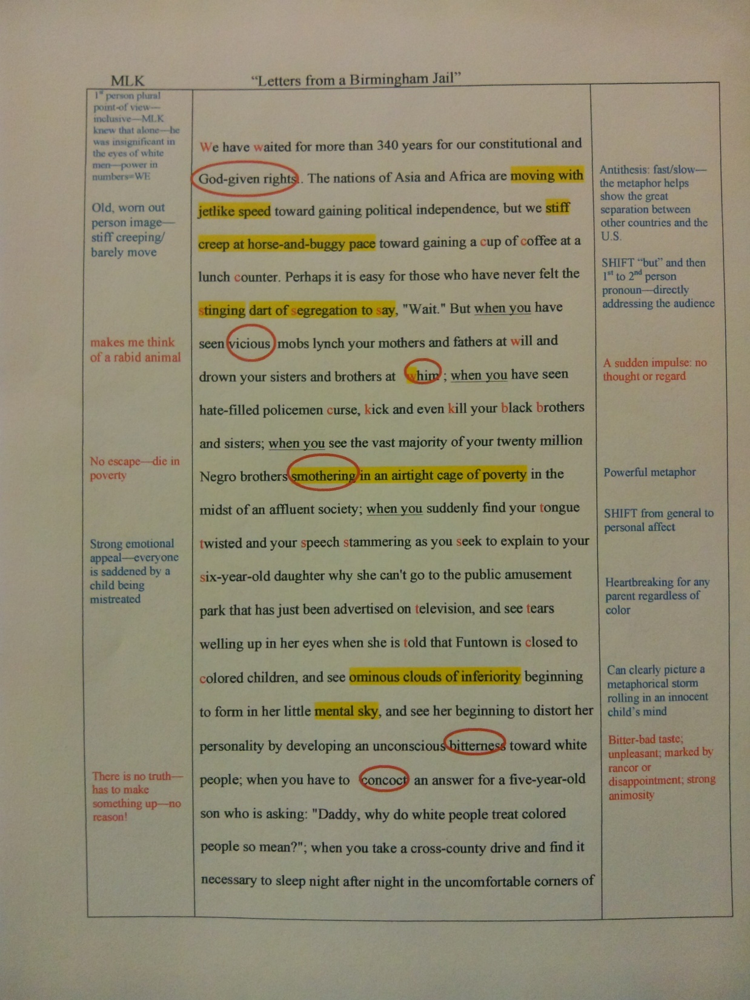 MLK
"Letters from a Birmingham Jail"
1st person plural
point-of view—
inclusive—MLK
knew that alone—he
was insignificant in
the eyes of white
men—power in
numbers=WE
Old, worn out
person image—
stiff creeping/
barely move
makes me think
of a rabid animal
No escape—die in
poverty
Strong emotional
appeal—everyone
is saddened by a
child being
mistreated
There is no truth—
has to make
something up—no
reason!
We have waited for more than 340 years for our constitutional and
God-given rights. The nations of Asia and Africa are moving with
jetlike speed toward gaining political independence, but we stiff
creep at horse-and-buggy pace toward gaining a cup of coffee at a
lunch counter. Perhaps it is easy for those who have never felt the
stinging dart of segregation to say, "Wait." But when you have
seen vicious mobs lynch your mothers and fathers at will and
drown your sisters and brothers at whim; when you have seen
hate-filled policemen curse, kick and even kill your black brothers
and sisters; when you see the vast majority of your twenty million
Negro brothers smothering in an airtight cage of poverty in the
midst of an affluent society; when you suddenly find your tongue
twisted and your speech stammering as you seek to explain to your
six-year-old daughter why she can't go to the public amusement
park that has just been advertised on television, and see tears
welling up in her eyes when she is told that Funtown is closed to
colored children, and see ominous clouds of inferiority beginning
to form in her little mental sky, and see her beginning to distort her
personality by developing an unconscious bitterness toward white
people; when you have to concoct an answer for a five-year-old
son who is asking: "Daddy, why do white people treat colored
people so mean?"; when you take a cross-county drive and find it
necessary to sleep night after night in the uncomfortable corners of
Antithesis: fast/slow—
the metaphor helps
show the great
separation between
other countries and the
U.S.
SHIFT "but" and then
1st to 2nd person
pronoun—directly
addressing the audience
A sudden impulse: no
thought or regard
Powerful metaphor
SHIFT from general to
personal affect
Heartbreaking for any
parent regardless of
color
Can clearly picture a
metaphorical storm
rolling in an innocent
child's mind
Bitter-bad taste;
unpleasant; marked by
rancor or
disappointment; strong
animosity